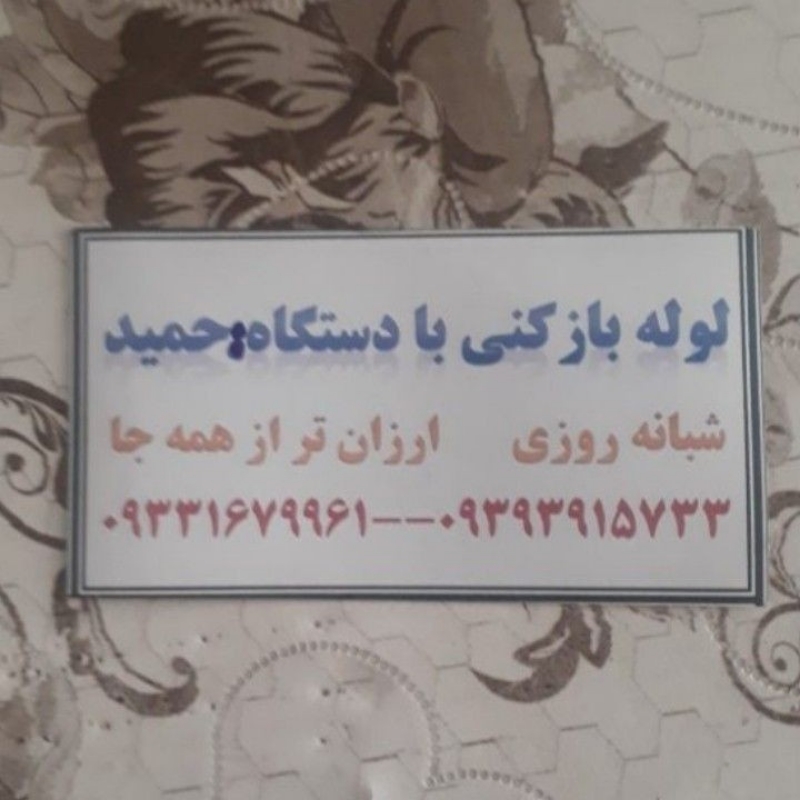 لوله بازکنی با دستگاه:حمید
شبانه روزی ارزان تر از همه جا
۰۹۳۳۱۶۷۹۹۶۱--۰۹۳۹۳۹۱۵۷۳۳